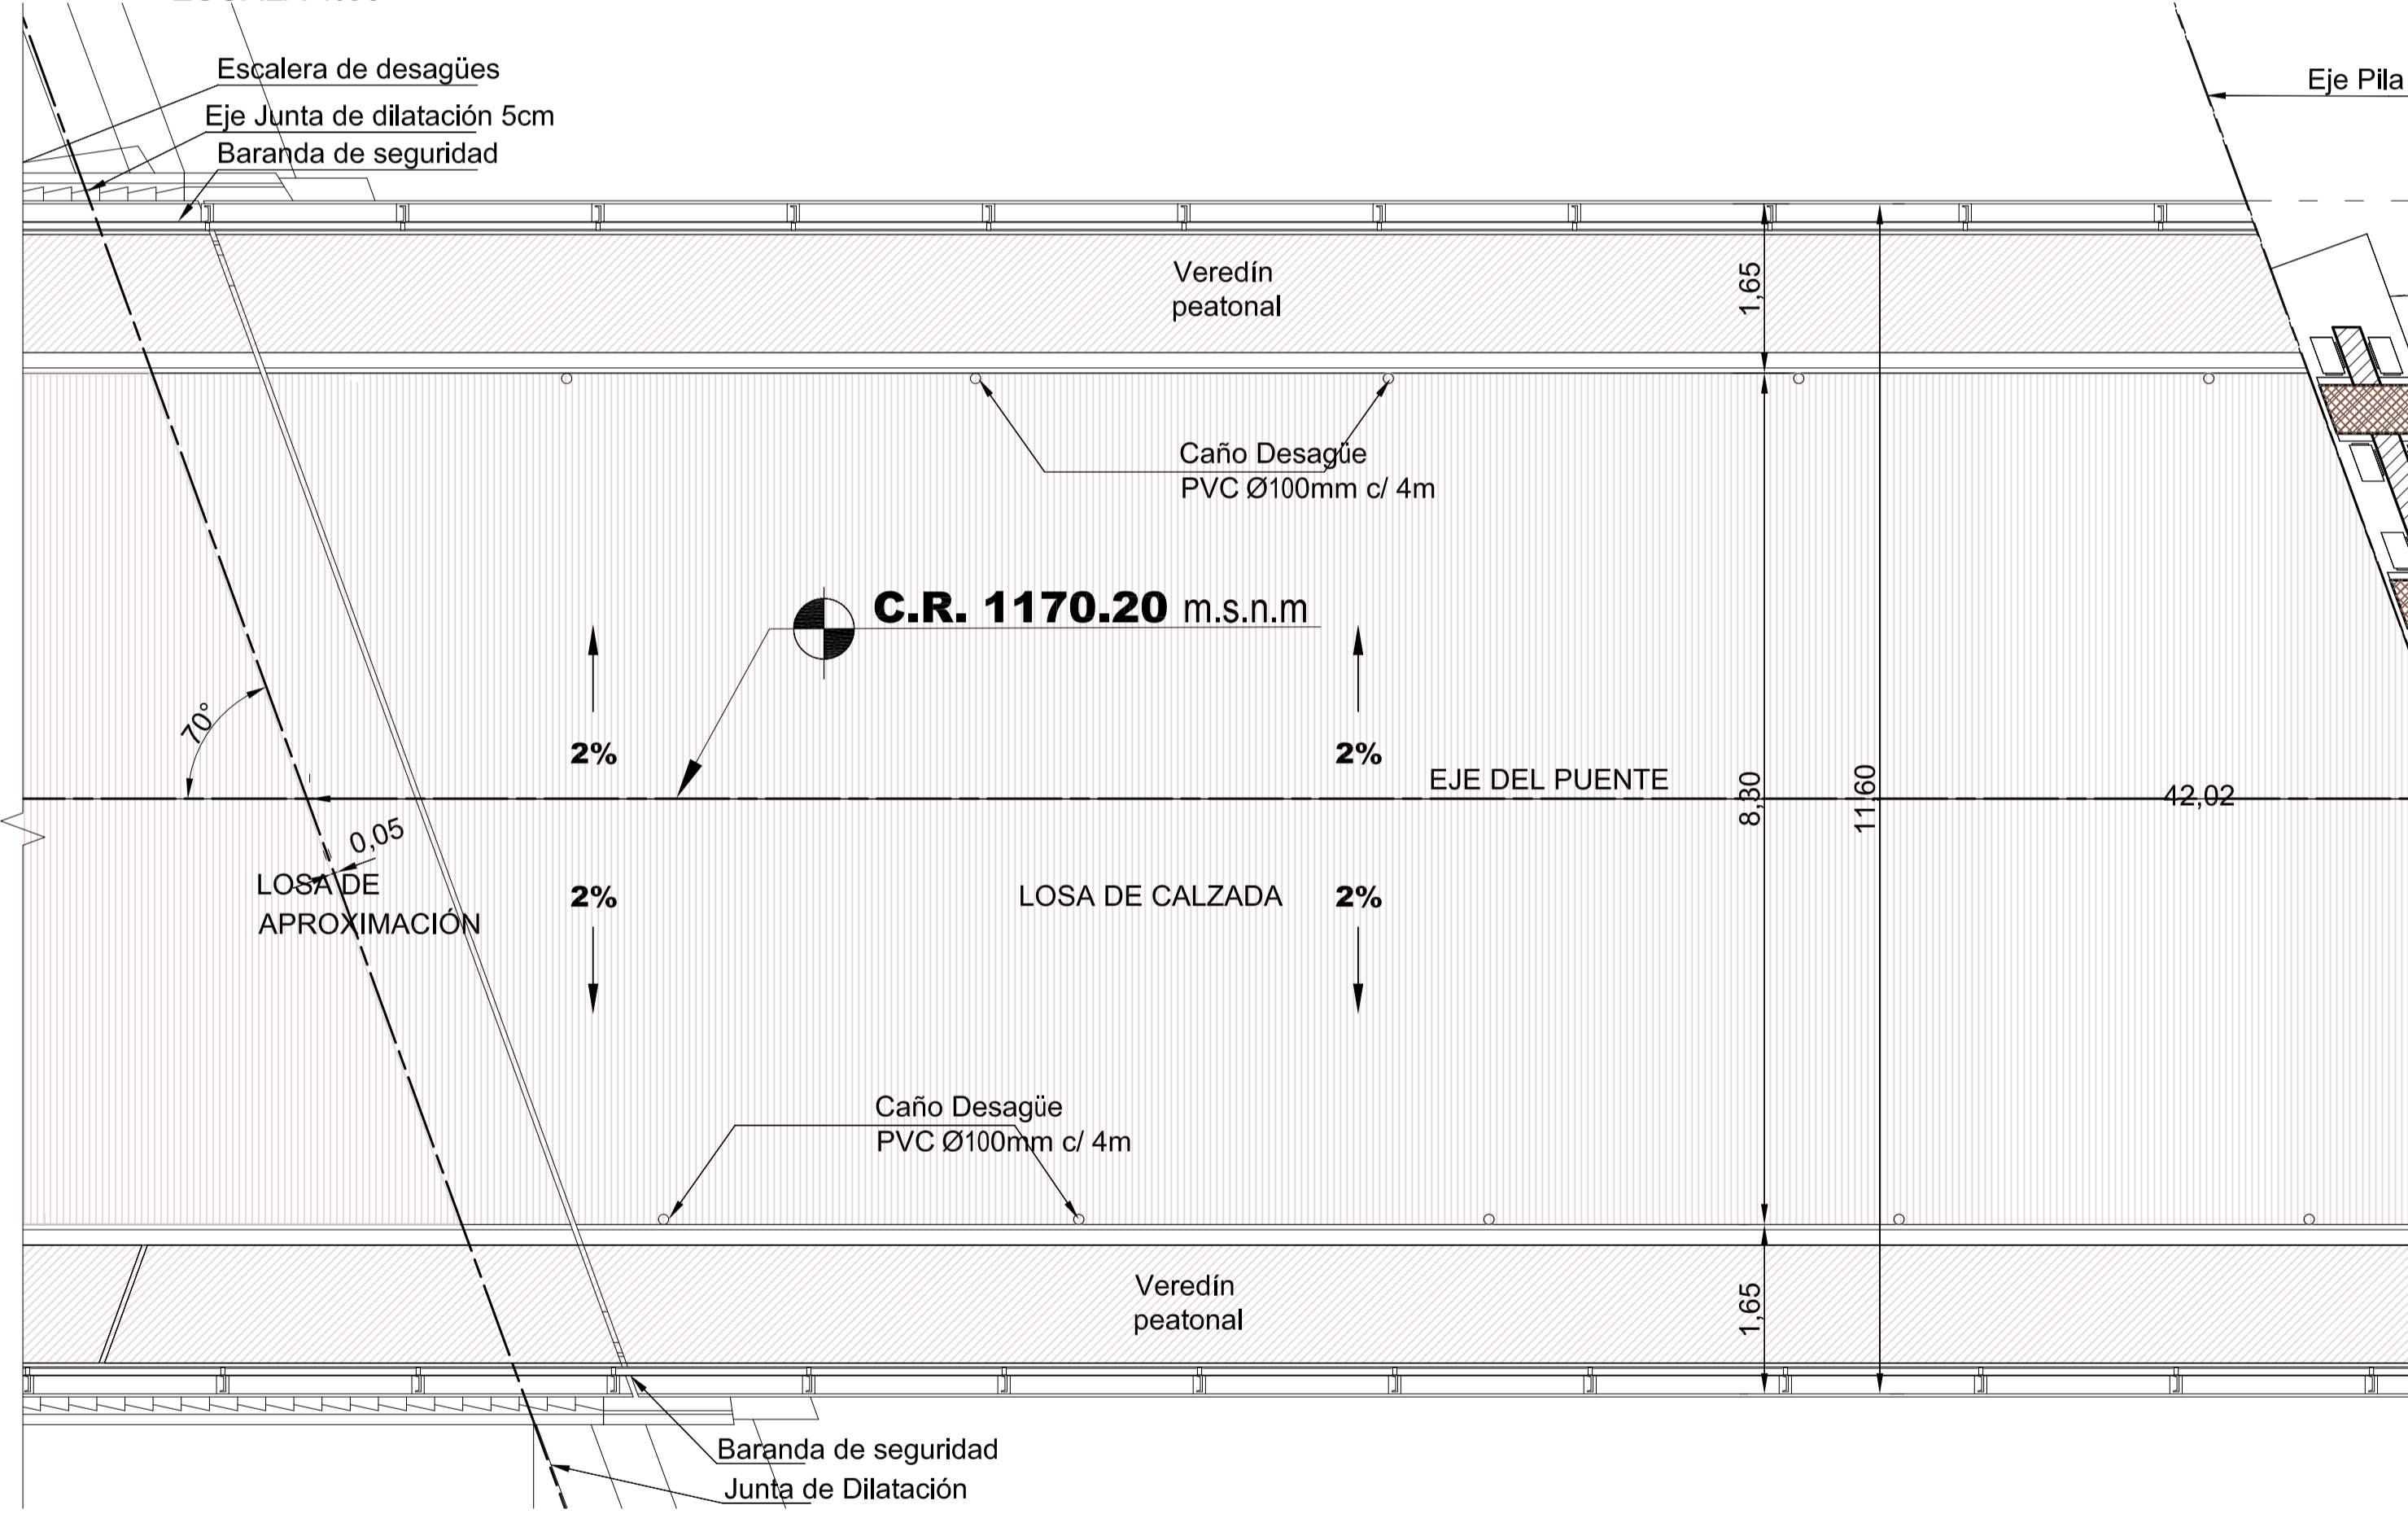 Escalera de desagües
Eje Junta de dilatación 5cm
Baranda de seguridad
Eje Pila
Veredín
peatonal
1,65
Caño Desagüe
PVC Ø100mm c/ 4m
C.R. 1170.20 m.s.n.m
70°
2%
2%
EJE DEL PUENTE
8,30
11,60
42,02
0,05
LOSA DE
APROXIMACIÓN
2%
LOSA DE CALZADA
2%
Caño Desagüe
PVC Ø100mm c/ 4m
Veredín
peatonal
1,65
Baranda de seguridad
Junta de Dilatación